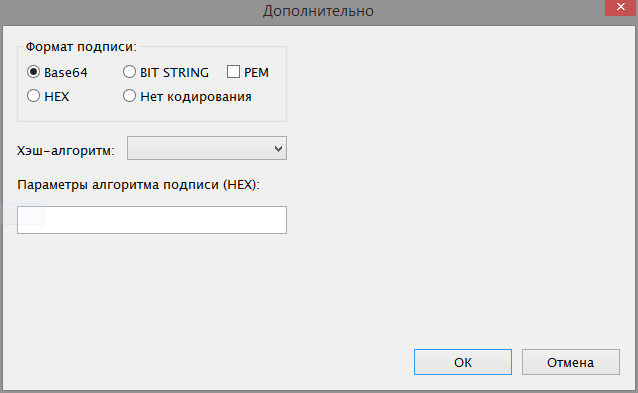 Дополнительно
Формат подписи:
Base64 BIT STRING PEM
HEX Нет кодирования
Хэш-алгоритм:
Параметры алгоритма подписи (HEX):
OK Отмена